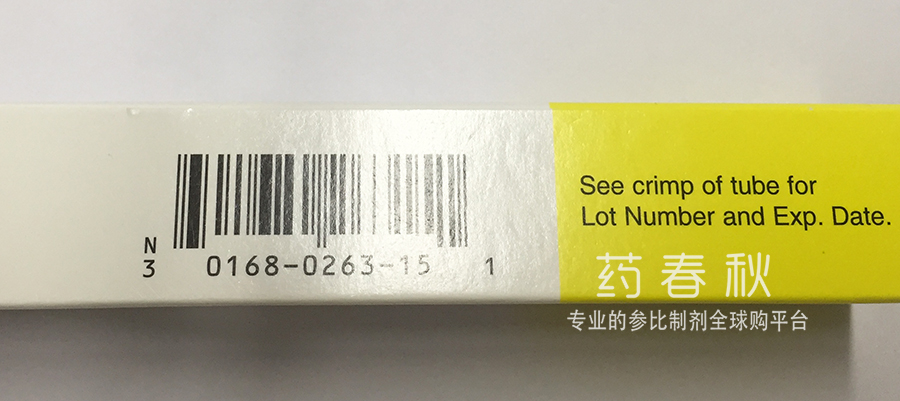 N
3 0168-0263-15 1
See crimp of tube for
Lot Number and Exp. Date.
药春秋
专业的参比制剂全球购平台